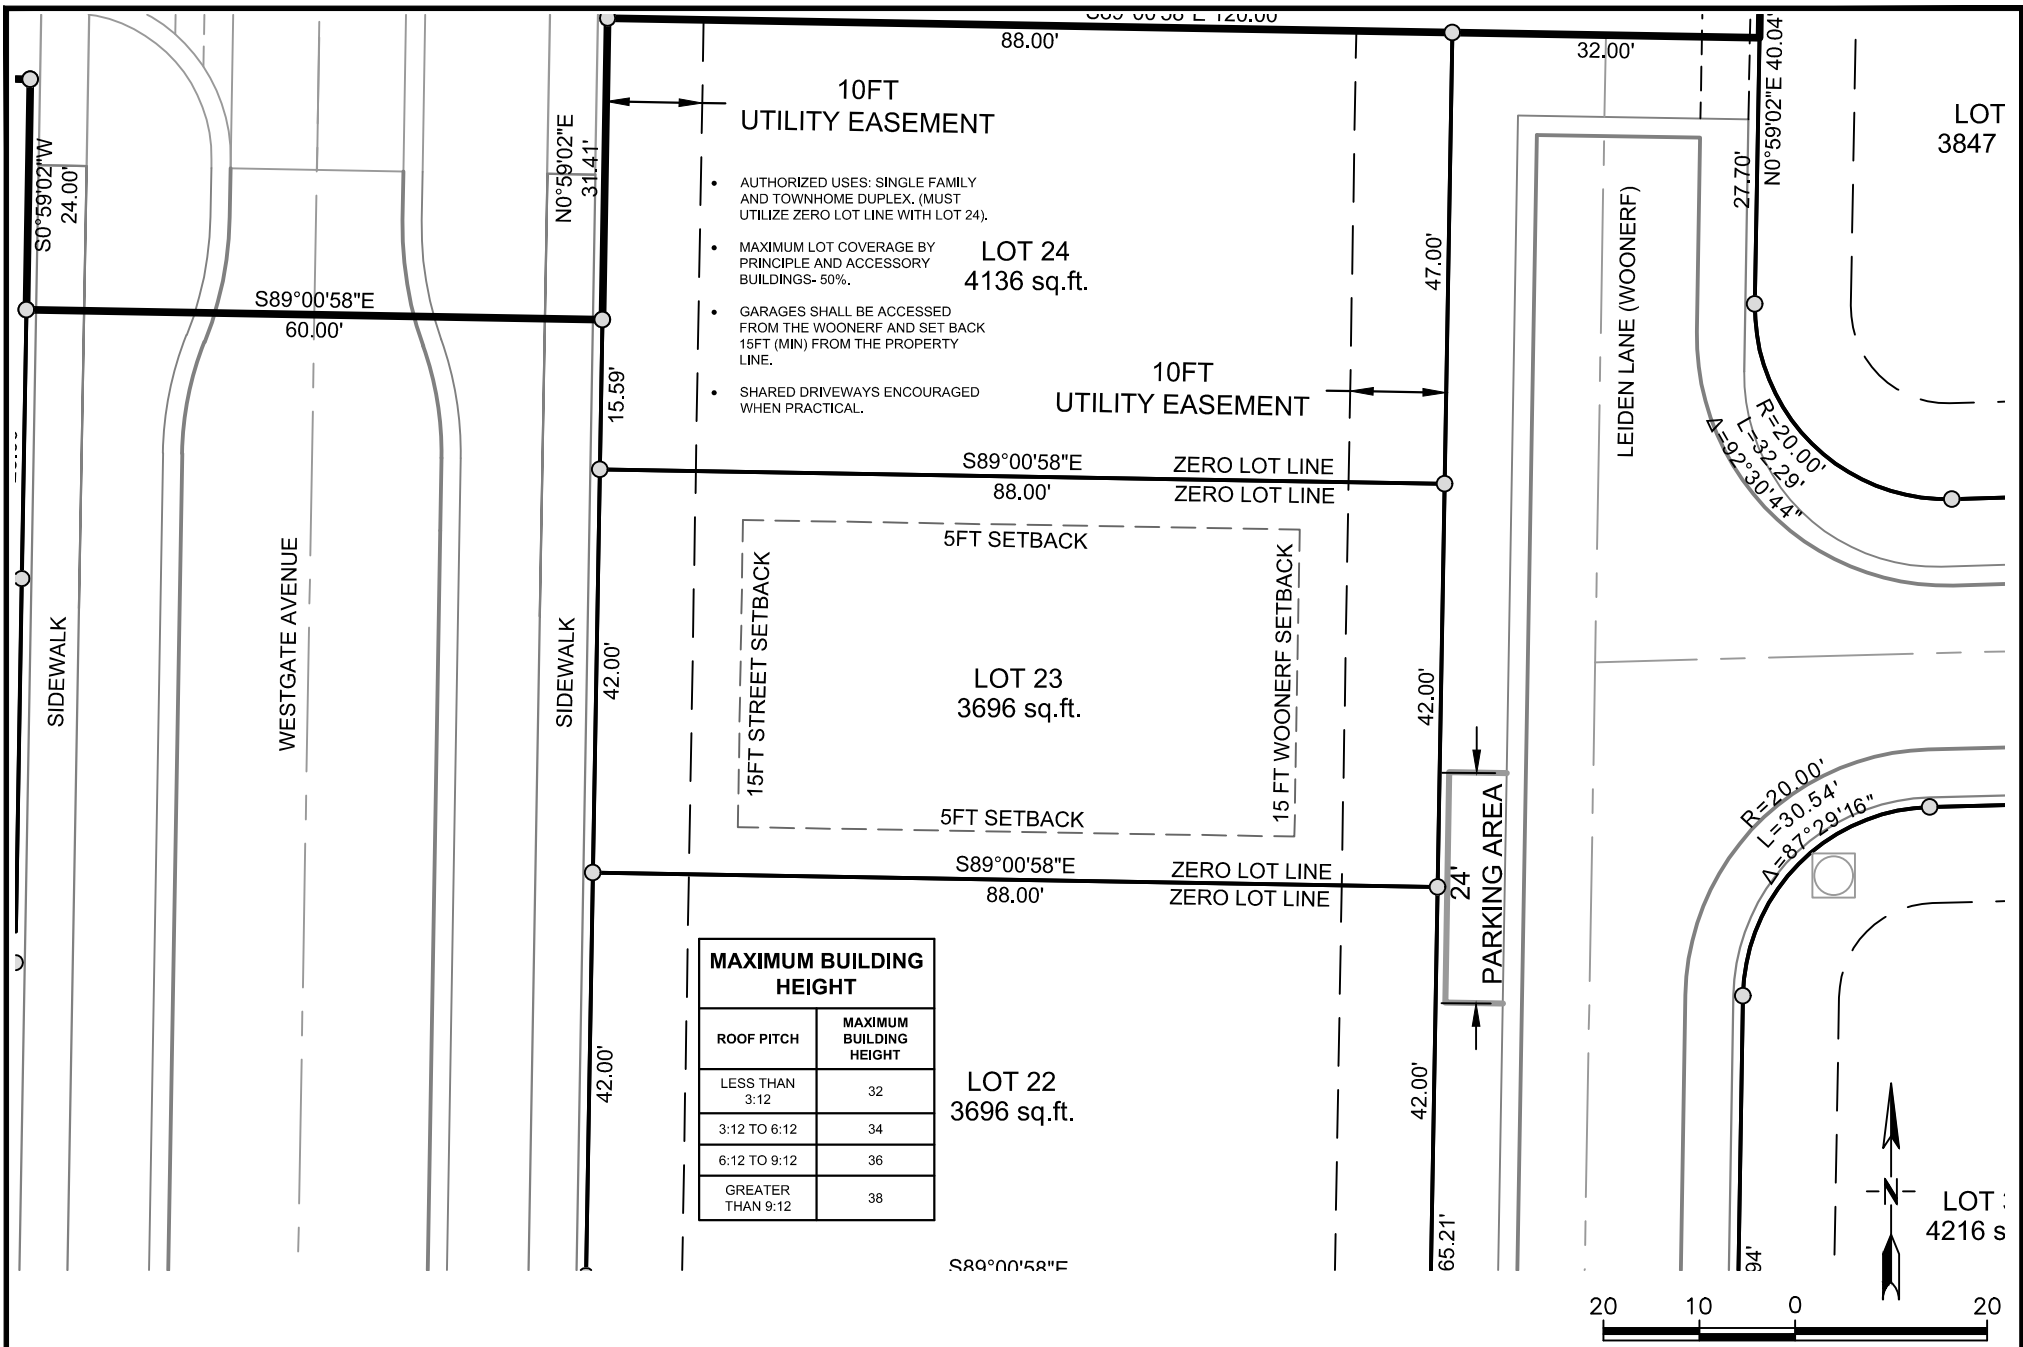 S89°00'58"E 120.00'
88.00'
32.00'
N0°59'02"E 40.04'
27.70'
LOT
3847
S0°59'02"W
24.00'
N0°59'02"E
31.41'
10FT
UTILITY EASEMENT
• AUTHORIZED USES: SINGLE FAMILY
AND TOWNHOME DUPLEX. (MUST
UTILIZE ZERO LOT LINE WITH LOT 24).
• MAXIMUM LOT COVERAGE BY
PRINCIPLE AND ACCESSORY
BUILDINGS- 50%.
• GARAGES SHALL BE ACCESSED
FROM THE WOONERF AND SET BACK
15FT (MIN) FROM THE PROPERTY
LINE.
• SHARED DRIVEWAYS ENCOURAGED
WHEN PRACTICAL.
LOT 24
4136 sq.ft.
47.00'
LEIDEN LANE (WOONERF)
S89°00'58"E
60.00'
15.59'
10FT
UTILITY EASEMENT
R=20.00'
L=32.29'
Δ=92°30'44"
S89°00'58"E
88.00'
ZERO LOT LINE
ZERO LOT LINE
5FT SETBACK
15FT STREET SETBACK
15 FT WOONERF SETBACK
SIDEWALK
WESTGATE AVENUE
SIDEWALK
42.00'
LOT 23
3696 sq.ft.
42.00'
5FT SETBACK
24'
PARKING AREA
R=20.00'
L=30.54'
Δ=87°29'16"
S89°00'58"E
88.00'
ZERO LOT LINE
ZERO LOT LINE
MAXIMUM BUILDING
HEIGHT
ROOF PITCH
MAXIMUM
BUILDING
HEIGHT
LESS THAN
3:12
32
3:12 TO 6:12
34
6:12 TO 9:12
36
GREATER
THAN 9:12
38
42.00'
LOT 22
3696 sq.ft.
42.00'
65.21'
94'
N
LOT
4216 s
S89°00'58"E
20 10 0 20